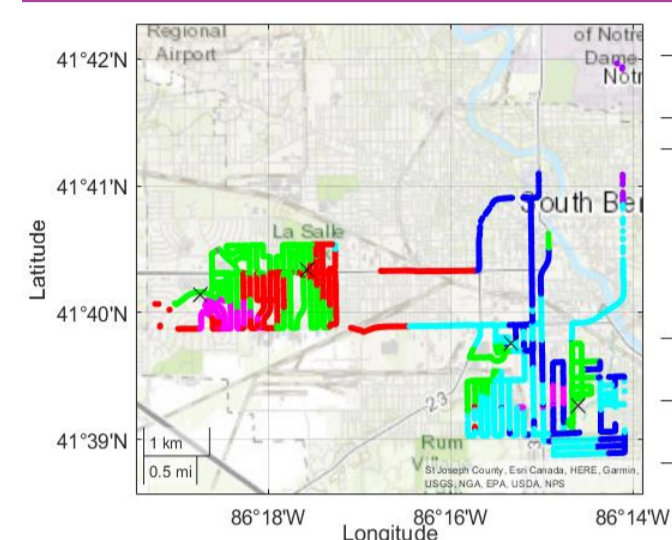 Regional
Airport
of Notre
Dame
Notr
41°42'N
41°41'N
South Be
La Salle
Latitude
41°40'N
23
3
41°39'N
Rum
1 km
0.5 mi
St Joseph County, Esri Canada, HERE, Garmin,
USGS, NGA, EPA, USDA, NPS
86°18'W
86°16'W
86°14'W
Longitude